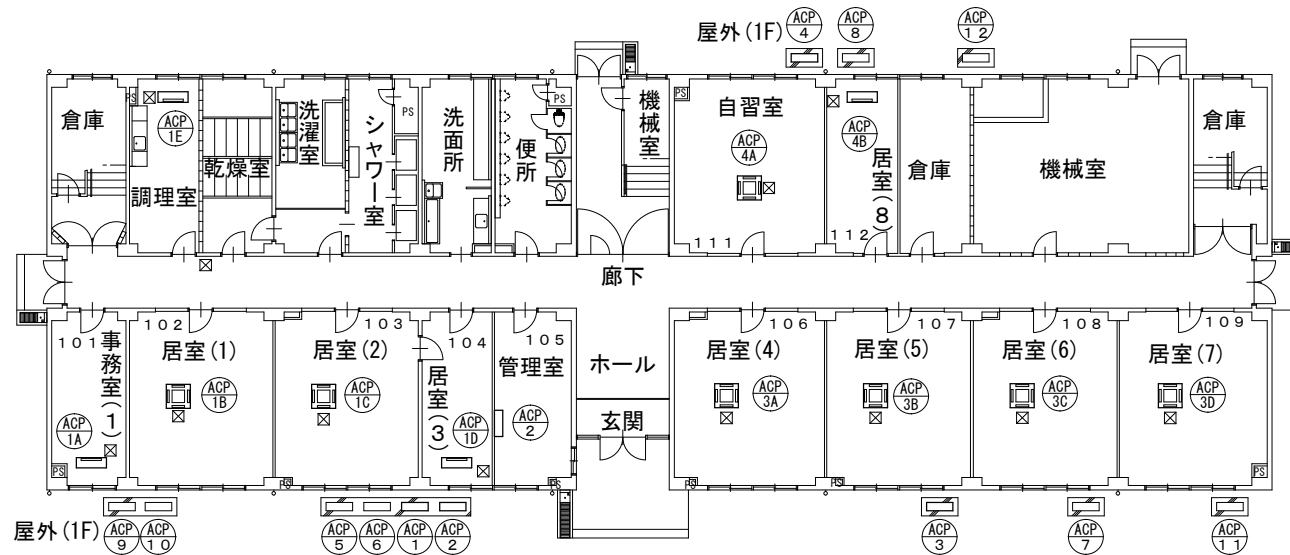 屋外(1F)
ACP
4
ACP
8
ACP
12
倉庫
PS
ACP
1E
調理室
乾燥室
洗濯室
シャワー室
PS
洗面所
便所
PS
機械室
PS
自習室
ACP
4A
111
ACP
4B
居室(8)
112
倉庫
機械室
倉庫
廊下
101
事務室(1)
ACP
1A
PS
102
居室(1)
ACP
1B
103
居室(2)
ACP
1C
PS
104
居室(3)
ACP
1D
105
管理室
ACP
2
PS
ホール
玄関
106
居室(4)
ACP
3A
PS
107
居室(5)
ACP
3B
PS
108
居室(6)
ACP
3C
109
居室(7)
ACP
3D
PS
屋外(1F)
ACP
9
ACP
10
ACP
5
ACP
6
ACP
1
ACP
2
ACP
3
ACP
7
ACP
11